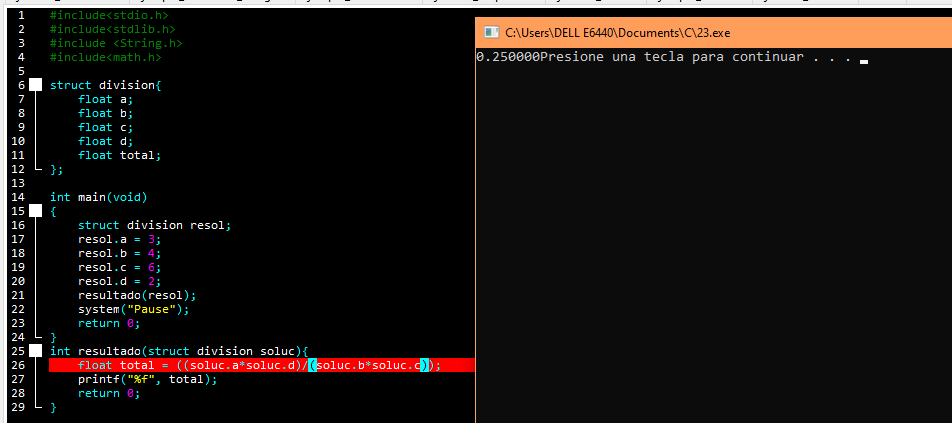 1 #include<stdio.h>
2 #include<stdlib.h>
3 #include <String.h>
4 #include<math.h>
5
6 struct division{
7 float a;
8 float b;
9 float c;
10 float d;
11 float total;
12 };
13
14 int main(void)
15 {
16 struct division resol;
17 resol.a = 3;
18 resol.b = 4;
19 resol.c = 6;
20 resol.d = 2;
21 resultado(resol);
22 system("Pause");
23 return 0;
24 }
25 int resultado(struct division soluc){
26 float total = ((soluc.a*soluc.d)/(soluc.b*soluc.c));
27 printf("%f", total);
28 return 0;
29 }
C:\Users\DELL E6440\Documents\C\23.exe
0.250000Presione una tecla para continuar . . .